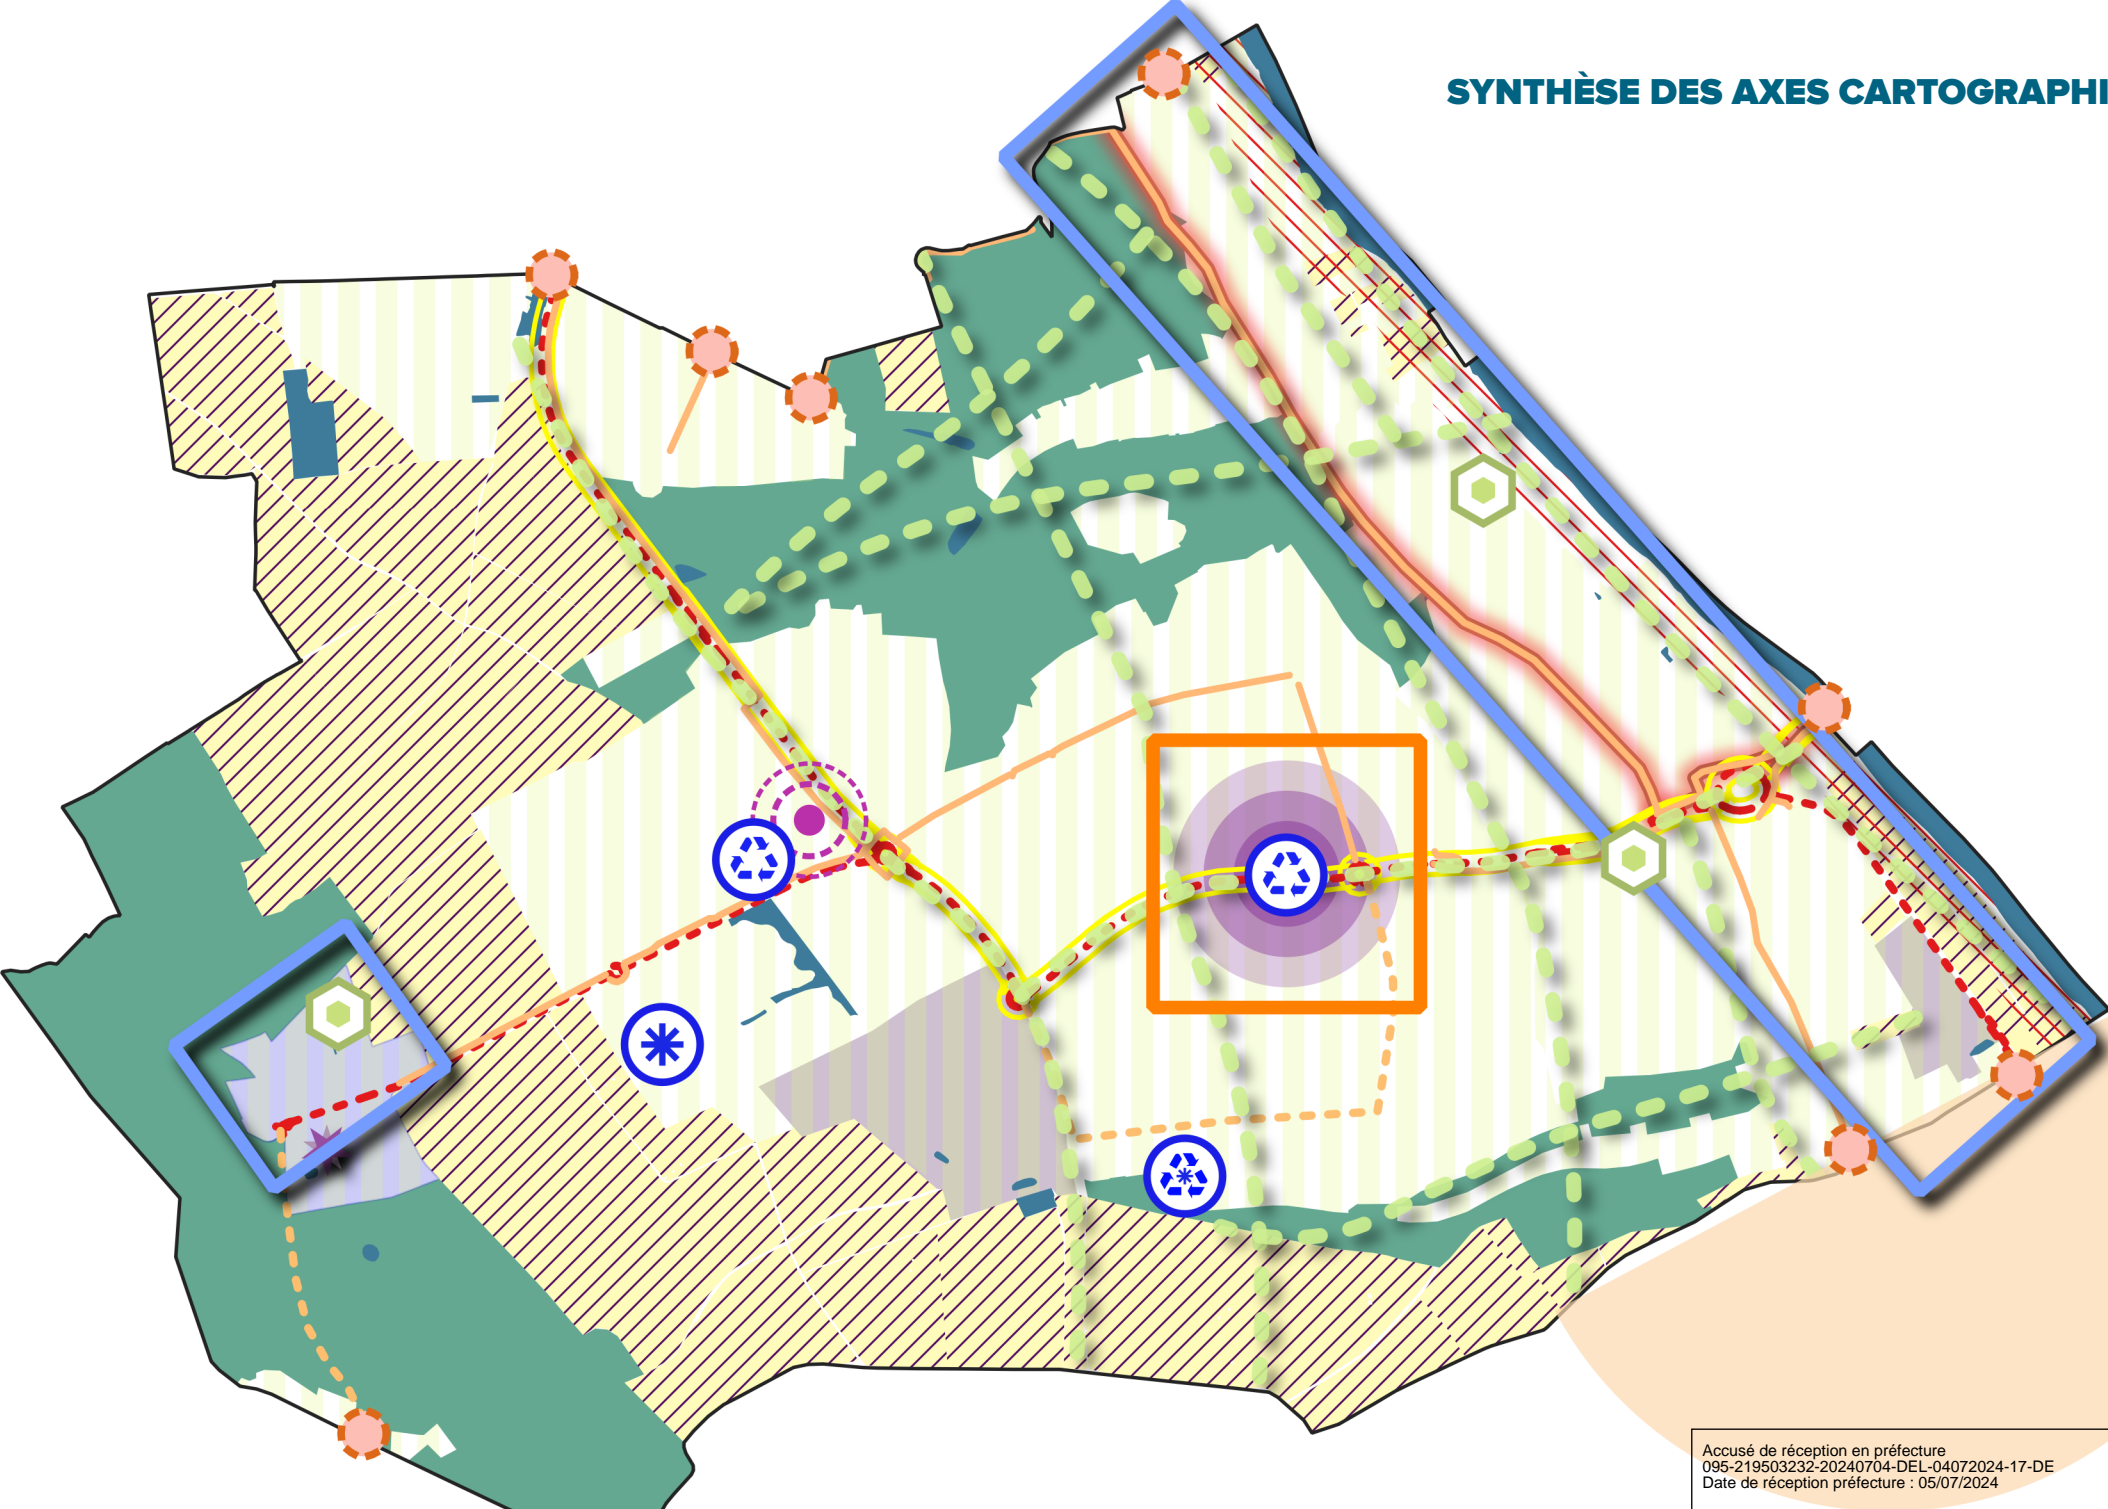 SYNTHÈSE DES AXES CARTOGRAPHI
Accusé de réception en préfecture
095-219503232-20240704-DEL-04072024-17-DE
Date de réception préfecture : 05/07/2024